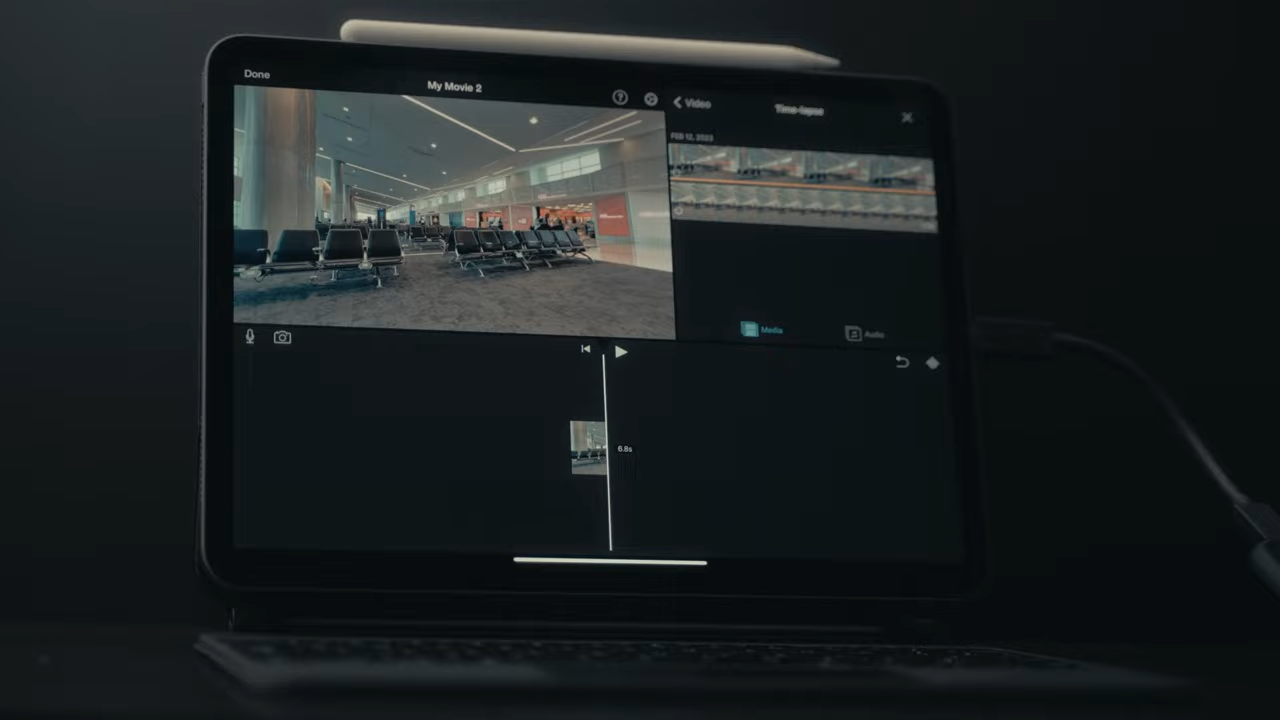 Done
My Movie 2
Video
Time-lapse
FEB 12, 2023
Media
Audio
6.8s